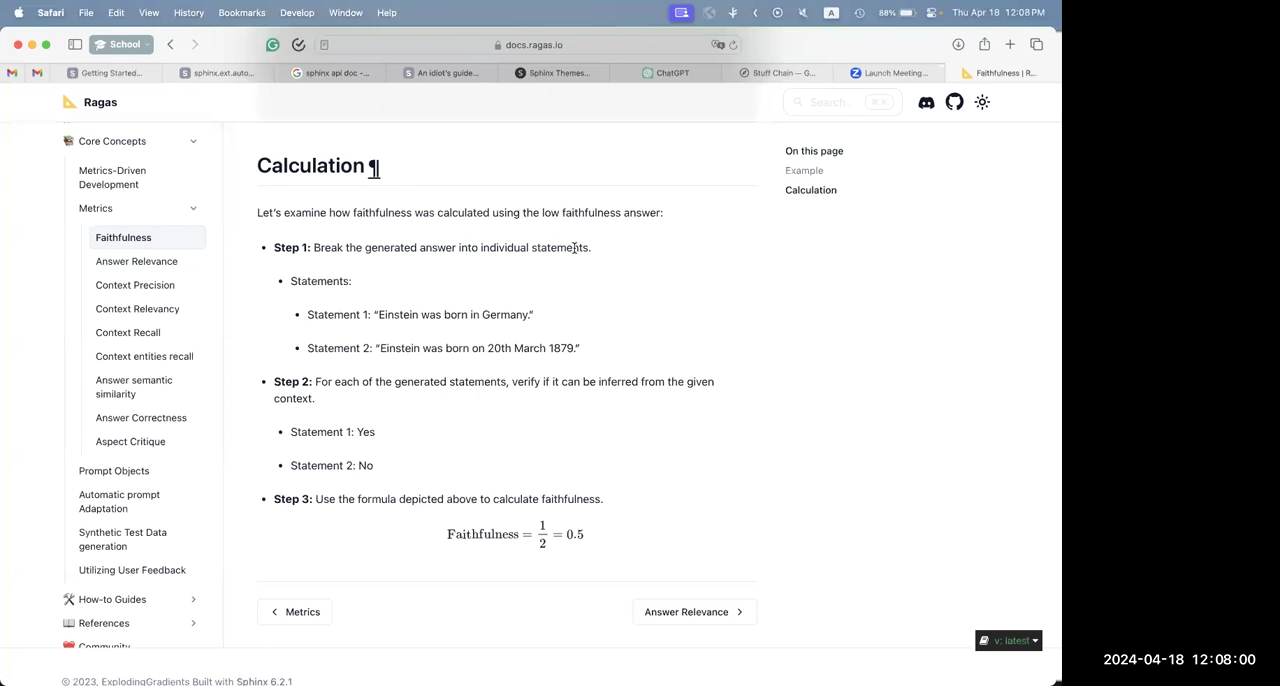 Safari File Edit View History Bookmarks Develop Window Help A 88% Thu Apr 18 12:08 PM
School docs.ragas.io
Getting Started... sphinx.ext.auto... sphinx api doc -... An idiot's guide... Sphinx Themes... ChatGPT Stuff Chain — G... Launch Meeting... Faithfulness | R...
Ragas
Search.. ⌘ K
Core Concepts
Metrics-Driven
Development
Metrics
Faithfulness
Answer Relevance
Context Precision
Context Relevancy
Context Recall
Context entities recall
Answer semantic
similarity
Answer Correctness
Aspect Critique
Prompt Objects
Automatic prompt
Adaptation
Synthetic Test Data
generation
Utilizing User Feedback
How-to Guides
References
Community
Calculation ¶
Let's examine how faithfulness was calculated using the low faithfulness answer:
• Step 1: Break the generated answer into individual statements.
• Statements:
• Statement 1: “Einstein was born in Germany.”
• Statement 2: “Einstein was born on 20th March 1879.”
• Step 2: For each of the generated statements, verify if it can be inferred from the given
context.
• Statement 1: Yes
• Statement 2: No
• Step 3: Use the formula depicted above to calculate faithfulness.
Faithfulness = 1/2 = 0.5
Metrics
Answer Relevance
On this page
Example
Calculation
v: latest
© 2023, ExplodingGradients Built with Sphinx 6.2.1
2024-04-18 12:08:00